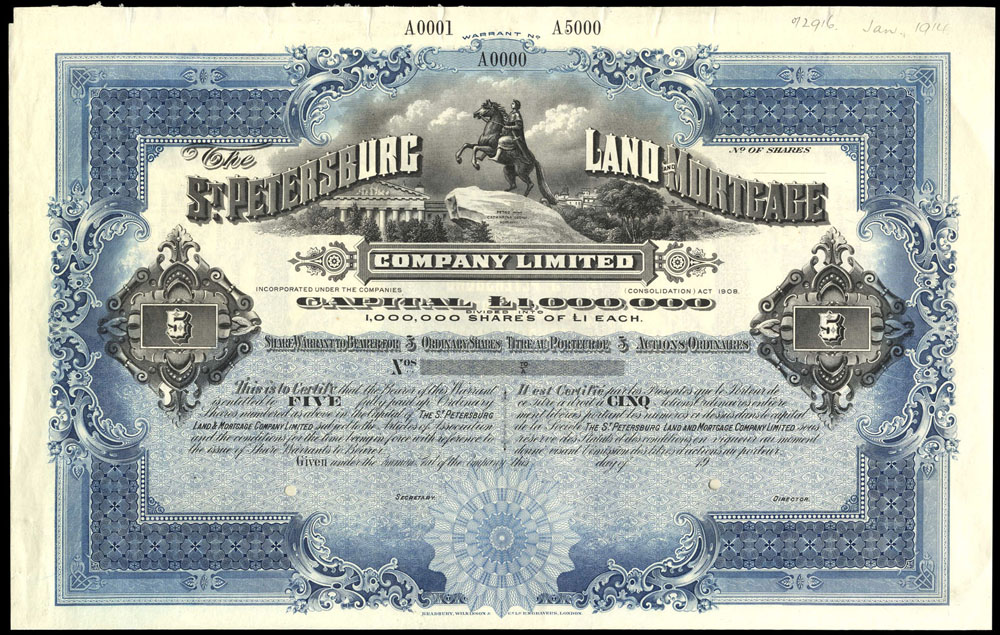 A0001 A5000
92916. Jan. 1914
WARRANT No
A0000
The
ST. PETERSBURG LAND AND MORTGAGE
No OF SHARES
COMPANY LIMITED
INCORPORATED UNDER THE COMPANIES (CONSOLIDATION) ACT 1908.
CAPITAL, £1,000,000
DIVIDED INTO
1,000,000 SHARES OF £1 EACH.
5 5
SHARE WARRANT TO BEARER FOR 5 ORDINARY SHARES, TITRE AU PORTEUR DE 5 ACTIONS ORDINAIRES
Nos To
This is to Certify that the Bearer of this Warrant
is entitled to FIVE fully paid up Ordinary
Shares numbered as above in the Capital of THE ST. PETERSBURG
LAND & MORTGAGE COMPANY LIMITED subject to the Articles of Association
and the conditions for the time being in force with reference to
the issue of Share Warrants to Bearer.
Il est Certifié par les Présentes que le Porteur de
ce titre a droit à CINQ Actions Ordinaires entière-
ment libérées portant les numéros ci dessus dans le capital
de la Société THE ST. PETERSBURG LAND AND MORTGAGE COMPANY LIMITED sous
réserve des Statuts et des conditions en vigueur au moment
donné visant l'émission des titres d'actions au porteur.
Given under the Common Seal of the Company this day of 19
SECRETARY. DIRECTOR.
BRADBURY, WILKINSON & Co Ld ENGRAVERS, LONDON.